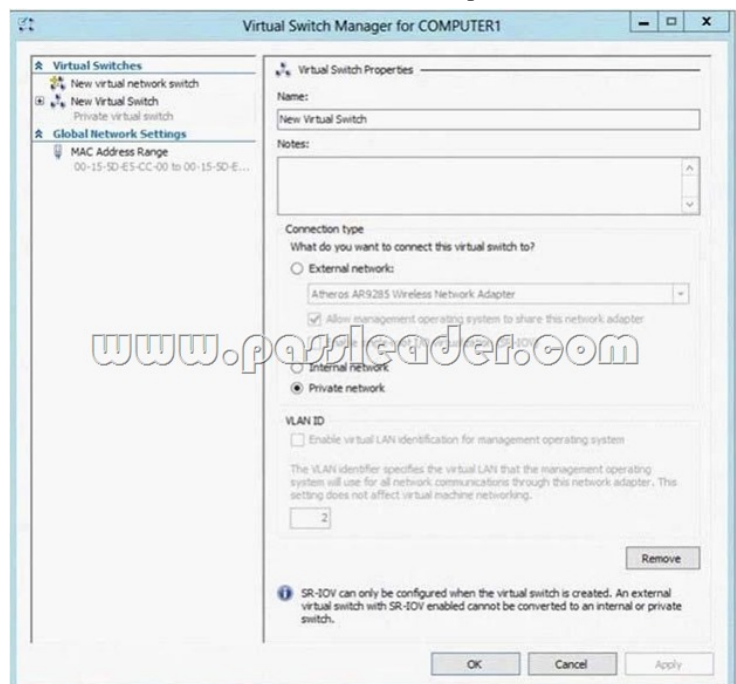 Virtual Switch Manager for COMPUTER1
Virtual Switches
New virtual network switch
New Virtual Switch
Private virtual switch
Global Network Settings
MAC Address Range
00-15-5D-E5-CC-00 to 00-15-5D-E...
Virtual Switch Properties
Name:
New Virtual Switch
Notes:
Connection type
What do you want to connect this virtual switch to?
External network:
Atheros AR9285 Wireless Network Adapter
Allow management operating system to share this network adapter
www.passleader.com
Internal network
Private network
VLAN ID
Enable virtual LAN identification for management operating system
The VLAN identifier specifies the virtual LAN that the management operating
system will use for all network communications through this network adapter. This
setting does not affect virtual machine networking.
2
Remove
SR-IOV can only be configured when the virtual switch is created. An external
virtual switch with SR-IOV enabled cannot be converted to an internal or private
switch.
OK
Cancel
Apply